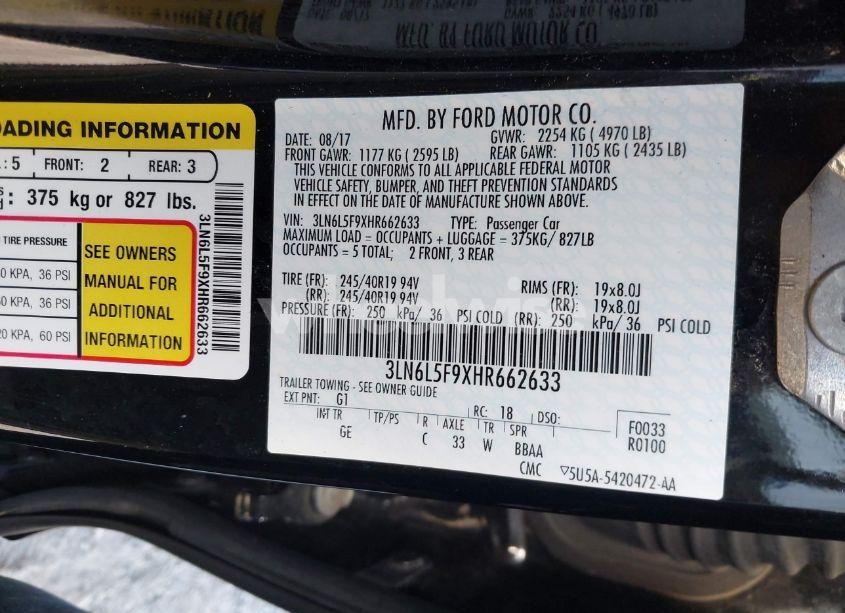 OADING INFORMATION
: 5 FRONT: 2 REAR: 3
: 375 kg or 827 lbs.
TIRE PRESSURE
0 KPA, 36 PSI
0 KPA, 36 PSI
20 KPA, 60 PSI
SEE OWNERS
MANUAL FOR
ADDITIONAL
INFORMATION
3LN6L5F9XHR662633
MFD. BY FORD MOTOR CO.
DATE: 08/17 GVWR: 2254 KG ( 4970 LB)
FRONT GAWR: 1177 KG ( 2595 LB) REAR GAWR: 1105 KG ( 2435 LB)
THIS VEHICLE CONFORMS TO ALL APPLICABLE FEDERAL MOTOR
VEHICLE SAFETY, BUMPER, AND THEFT PREVENTION STANDARDS
IN EFFECT ON THE DATE OF MANUFACTURE SHOWN ABOVE.
VIN: 3LN6L5F9XHR662633 TYPE: Passenger Car
MAXIMUM LOAD = OCCUPANTS + LUGGAGE = 375KG/ 827LB
OCCUPANTS = 5 TOTAL; 2 FRONT, 3 REAR
TIRE (FR): 245/40R19 94V RIMS (FR): 19x8.0J
(RR): 245/40R19 94V (RR): 19x8.0J
PRESSURE (FR): 250 kPa/ 36 PSI COLD (RR): 250 kPa/ 36 PSI COLD
3LN6L5F9XHR662633
TRAILER TOWING - SEE OWNER GUIDE
EXT PNT: G1 RC: 18 DSO: F0033
INT TR TP/PS R AXLE TR SPR R0100
GE C 33 W BBAA
CMC ▽5U5A-5420472-AA